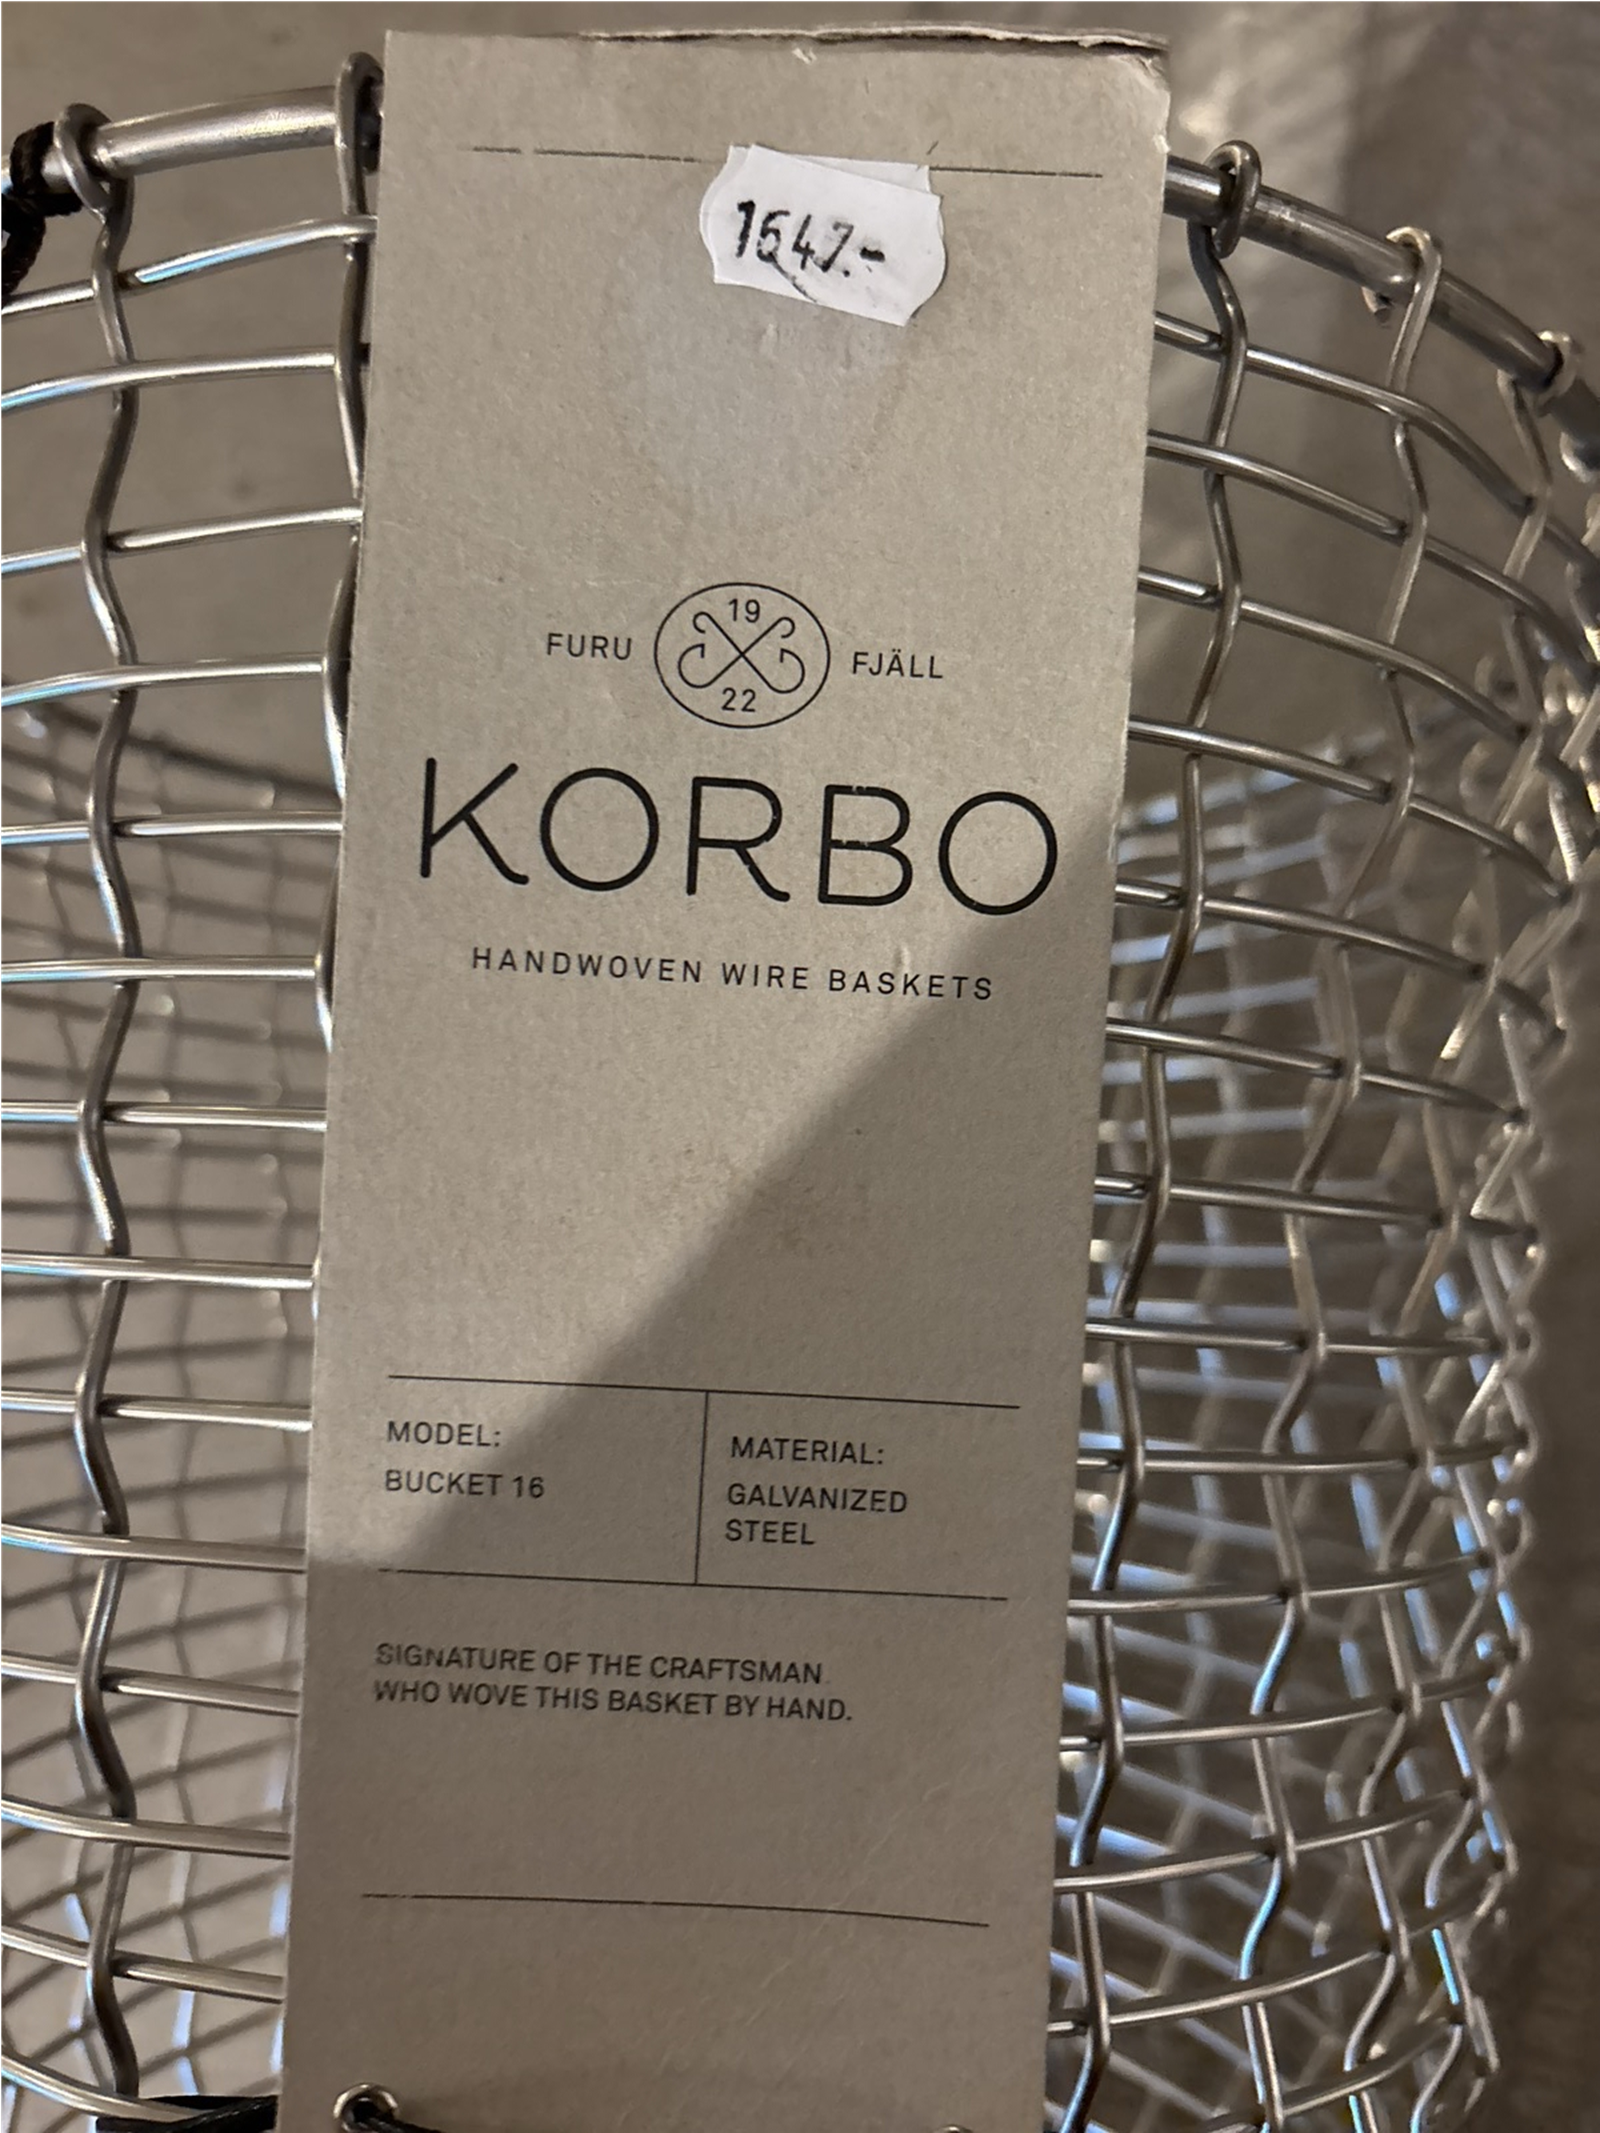 1647.-
19
FURU FJÄLL
22
KORBO
HANDWOVEN WIRE BASKETS
MODEL:
BUCKET 16
MATERIAL:
GALVANIZED
STEEL
SIGNATURE OF THE CRAFTSMAN
WHO WOVE THIS BASKET BY HAND.